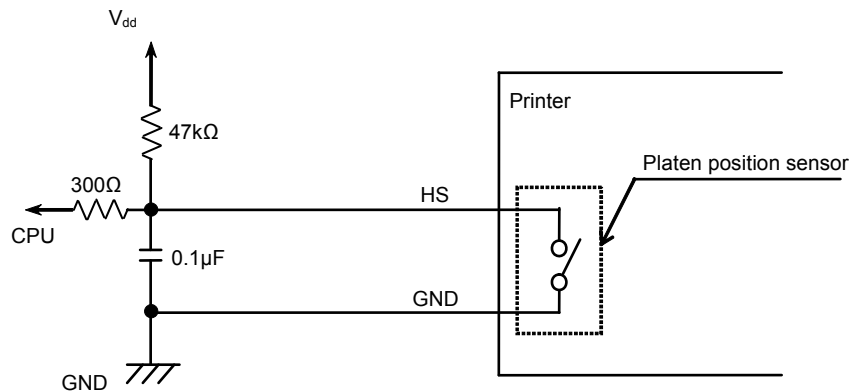 Vdd
Printer
47kΩ
Platen position sensor
300Ω
HS
CPU
0.1µF
GND
GND